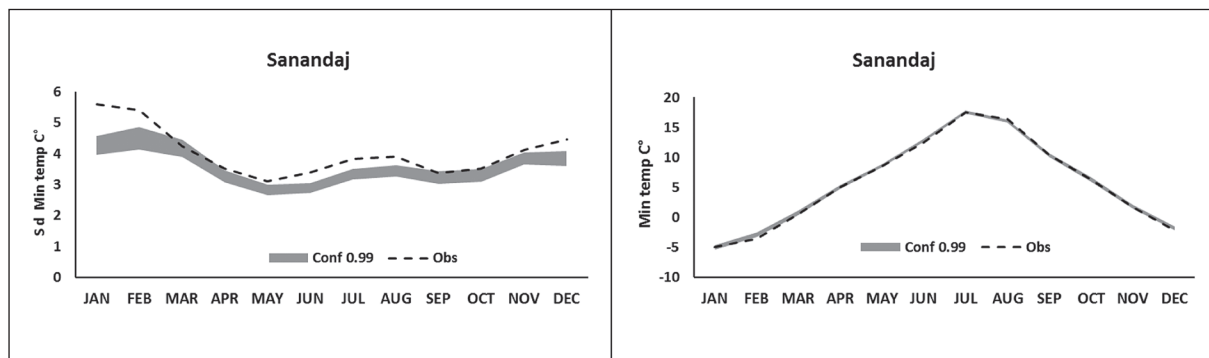 Sanandaj
S d  Min temp C°
6
5
4
3
2
1
0
Conf 0.99
Obs
JAN FEB MAR APR MAY JUN JUL AUG SEP OCT NOV DEC
Sanandaj
Min temp C°
20
15
10
5
0
-5
-10
Conf 0.99
Obs
JAN FEB MAR APR MAY JUN JUL AUG SEP OCT NOV DEC